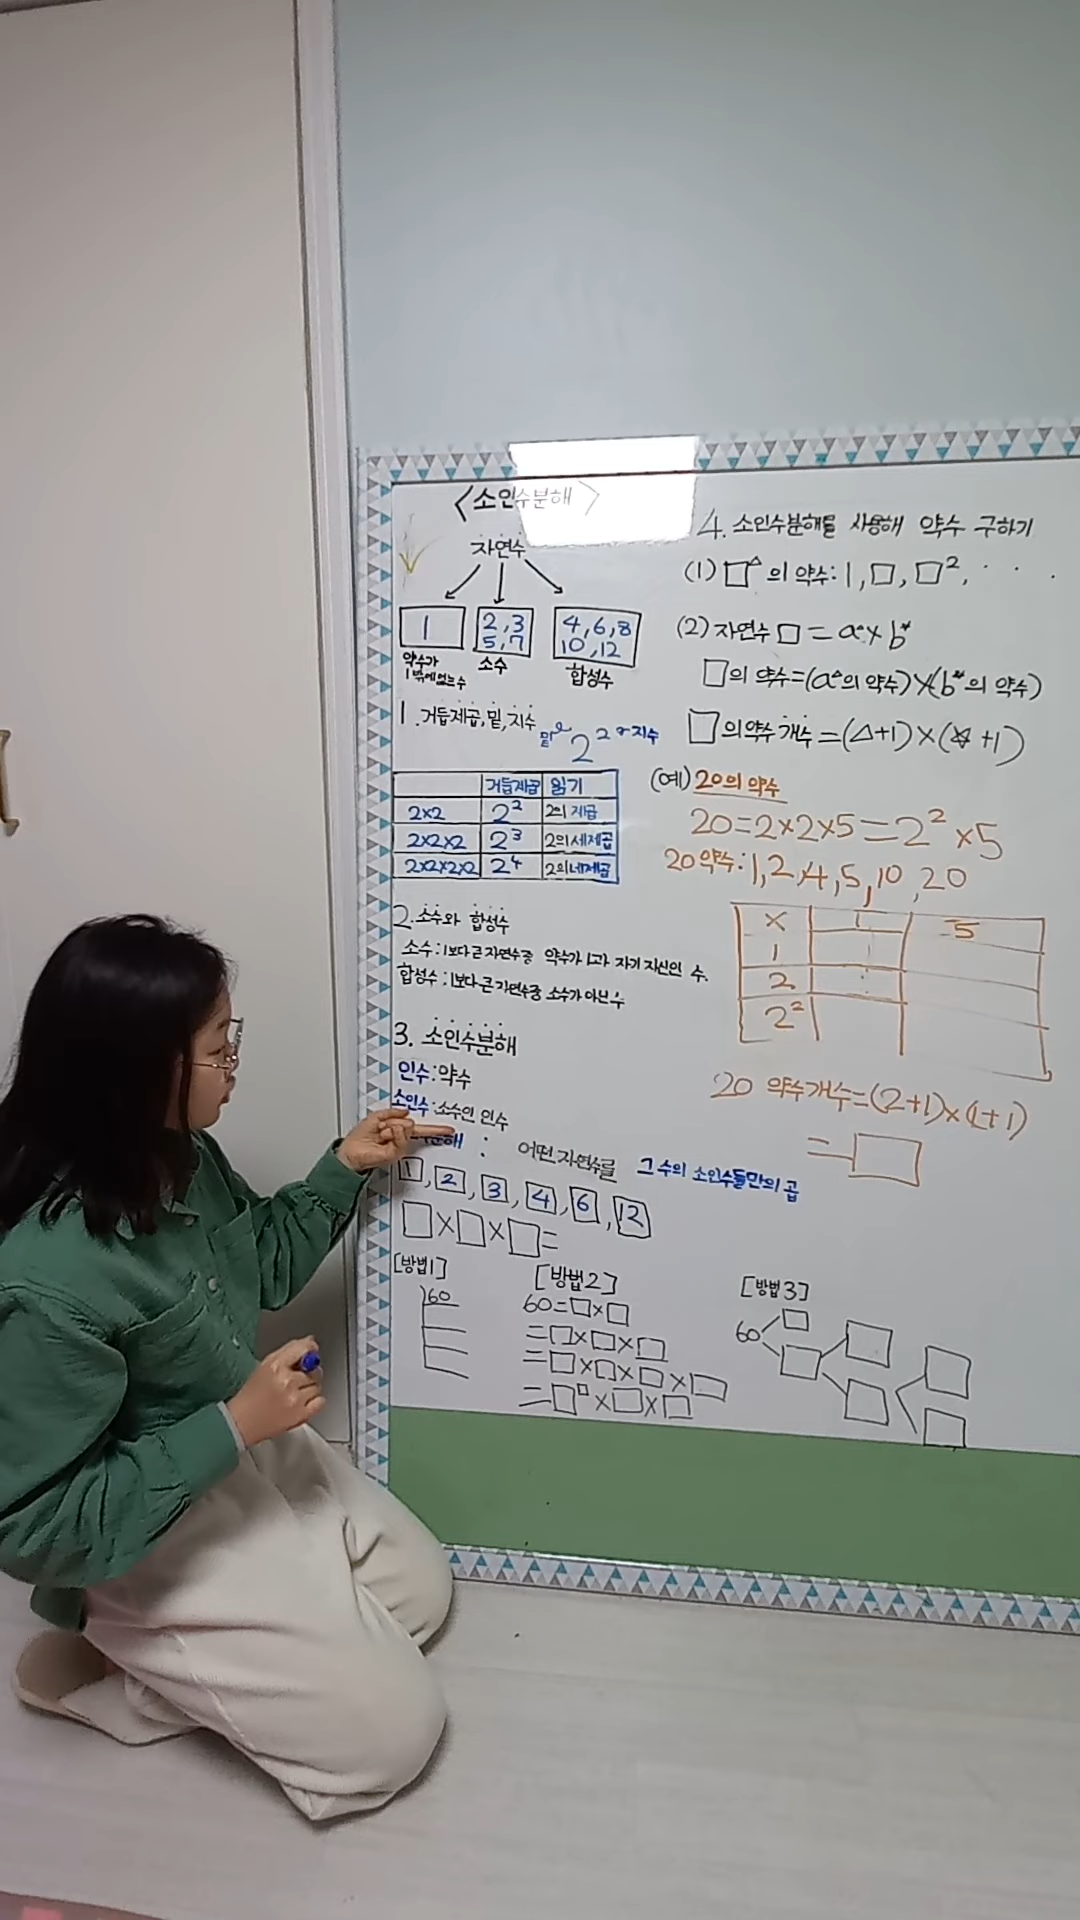 <소인수분해>
자연수
1
2, 3
5, 7
4, 6, 8
10, 12
약수가
1밖에 없는 수
소수
합성수
1. 거듭제곱, 밑, 지수
밑 2² 지수
거듭제곱 읽기
2×2 2² 2의 제곱
2×2×2 2³ 2의 세제곱
2×2×2×2 2⁴ 2의 네제곱
2. 소수와 합성수
소수: 1보다 큰 자연수중 약수가 1과 자기 자신인 수.
합성수: 1보다 큰 자연수중 소수가 아닌 수
3. 소인수분해
인수: 약수
소인수: 소수인 인수
분해 : 어떤 자연수를 그 수의 소인수들만의 곱
1, 2, 3, 4, 6, 12
□×□×□=
[방법1]
60
[방법2]
60=□×□
=□×□×□
=□×□×□×□
=□^□×□×□
[방법3]
60
4. 소인수분해를 사용해 약수 구하기
(1) □^△의 약수: 1, □, □², · · ·
(2) 자연수 □ = a^△×b^☆
□의 약수=(a^△의 약수)×(b^☆의 약수)
□의 약수 개수=(△+1)×(☆+1)
(예) 20의 약수
20=2×2×5=2²×5
20 약수: 1, 2, 4, 5, 10, 20
× 1 5
1
2
2²
20 약수개수=(2+1)×(1+1)
=□